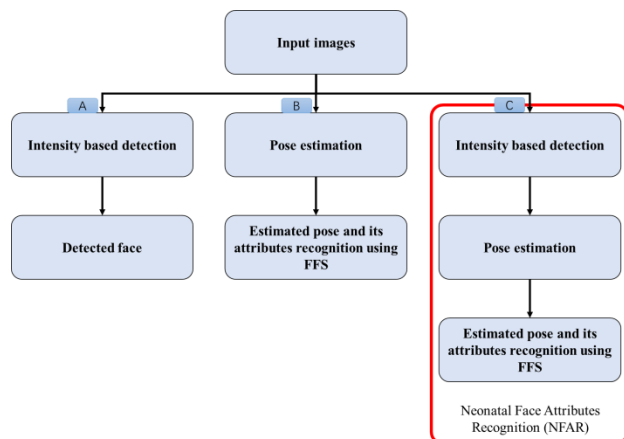 Input images
A
B
C
Intensity based detection
Pose estimation
Intensity based detection
Detected face
Estimated pose and its
attributes recognition using
FFS
Pose estimation
Estimated pose and its
attributes recognition using
FFS
Neonatal Face Attributes
Recognition (NFAR)